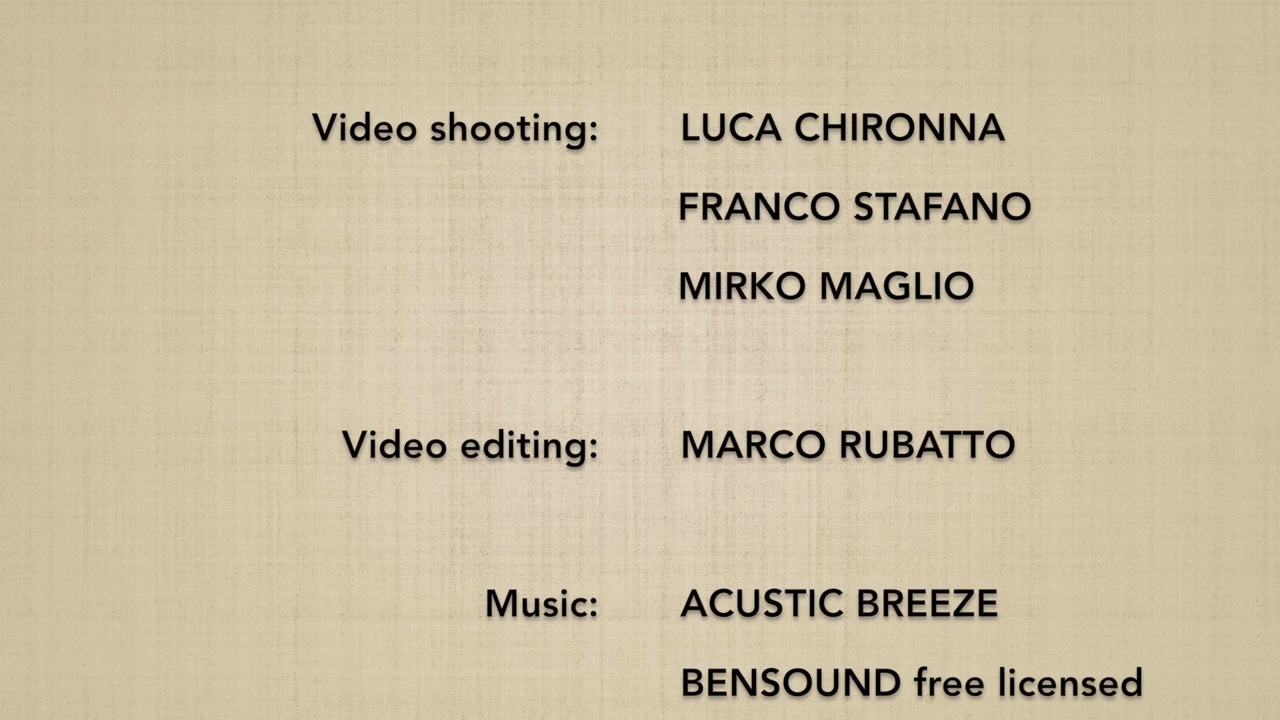 Video shooting: LUCA CHIRONNA
FRANCO STAFANO
MIRKO MAGLIO
Video editing: MARCO RUBATTO
Music: ACUSTIC BREEZE
BENSOUND free licensed